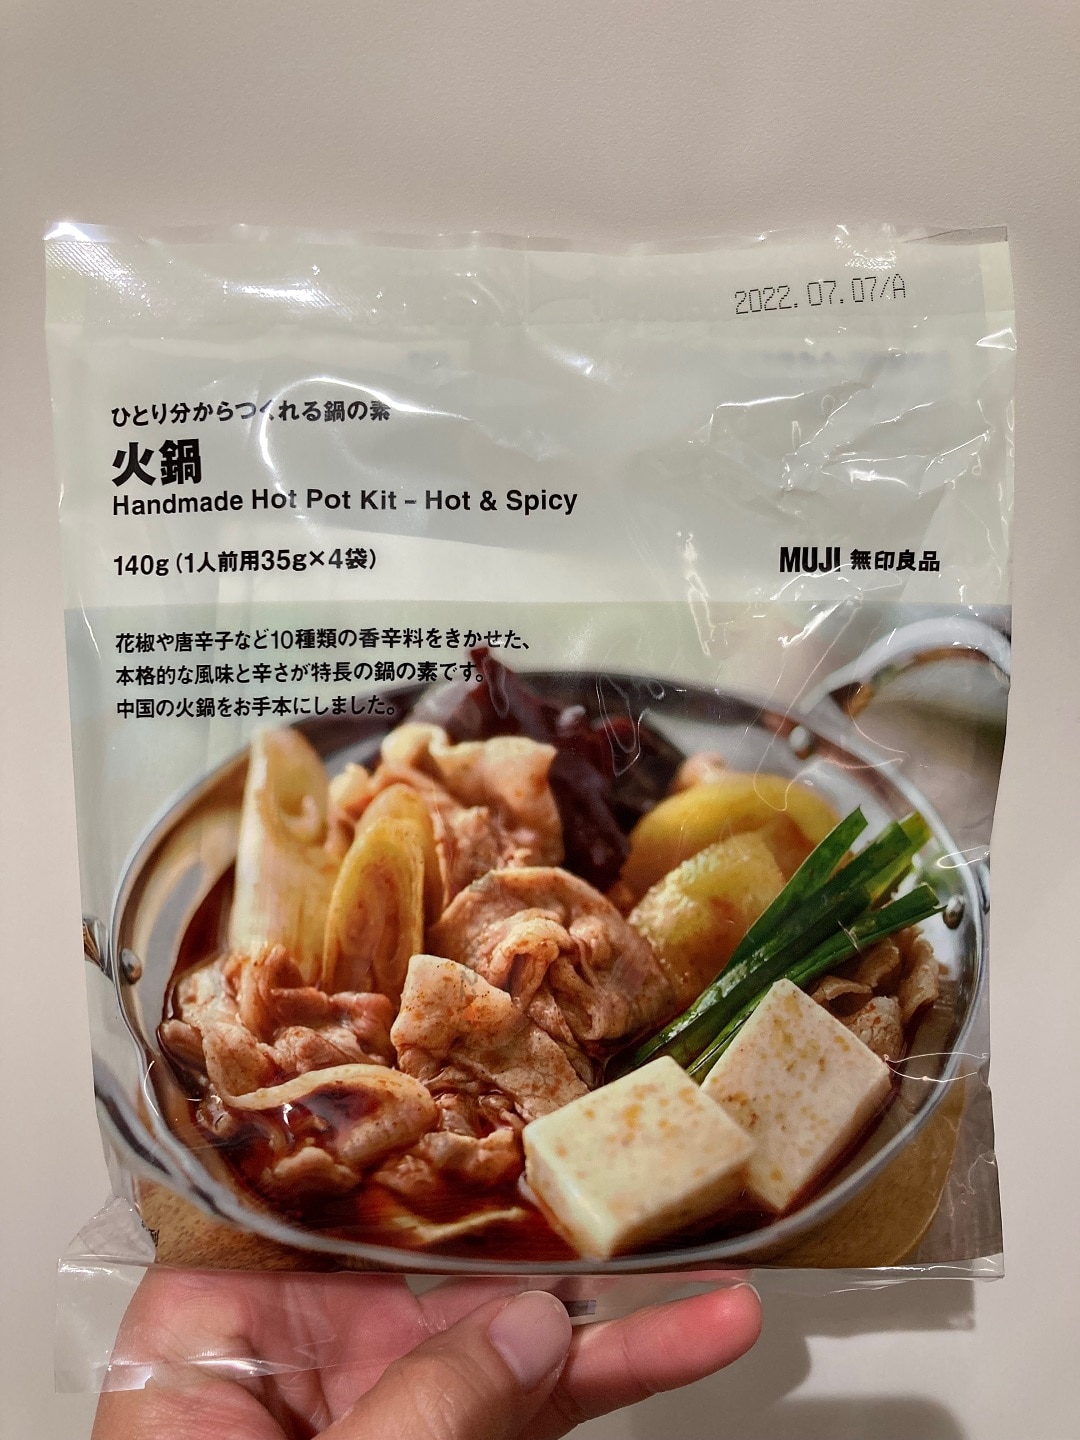 2022.07.07/A
ひとり分からつくれる鍋の素
火鍋
Handmade Hot Pot Kit - Hot & Spicy
140g (1人前用35g×4袋)
MUJI 無印良品
花椒や唐辛子など10種類の香辛料をきかせた、
本格的な風味と辛さが特長の鍋の素です。
中国の火鍋をお手本にしました。